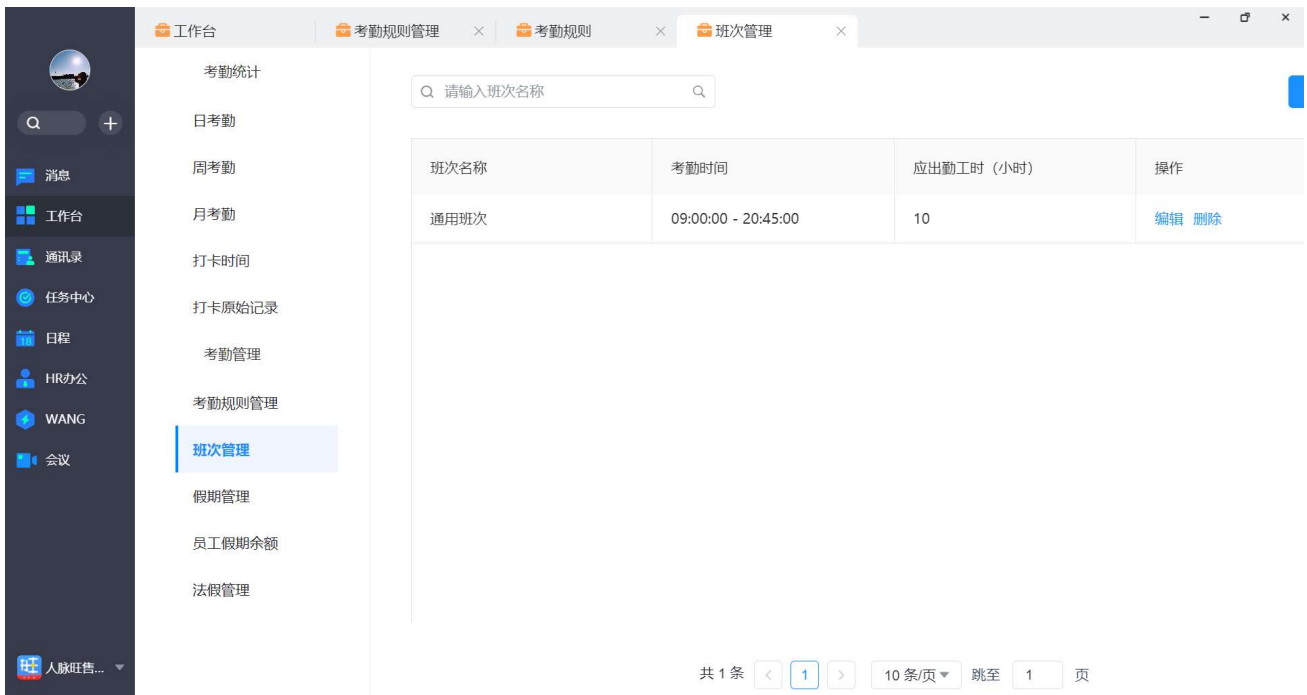 工作台
考勤规则管理
考勤规则
班次管理
消息
工作台
通讯录
任务中心
18
日程
HR办公
WANG
会议
旺
人脉旺售...
考勤统计
日考勤
周考勤
月考勤
打卡时间
打卡原始记录
考勤管理
考勤规则管理
班次管理
假期管理
员工假期余额
法假管理
请输入班次名称
班次名称 考勤时间 应出勤工时（小时） 操作
通用班次 09:00:00 - 20:45:00 10 编辑 删除
共 1 条 < 1 > 10 条/页 跳至 1 页